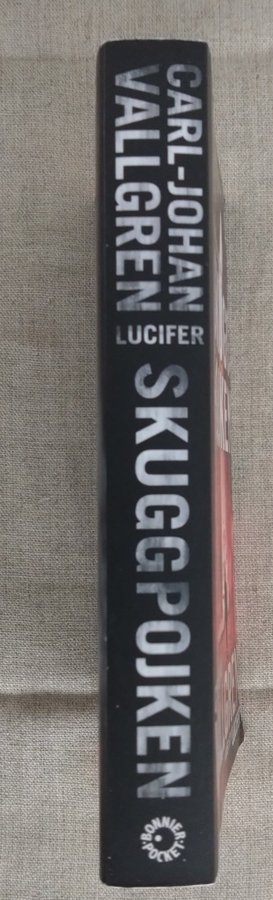 CARL-JOHAN
VALLGREN
LUCIFER
SKUGGPOJKEN
BONNIER
POCKET